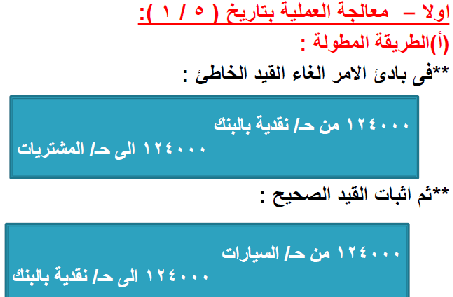 اولا – معالجة العملية بتاريخ ( ٥ / ١ ):
(أ)الطريقة المطولة :
**فى بادئ الامر الغاء القيد الخاطئ :
١٢٤٠٠٠ من حـ/ نقدية بالبنك
١٢٤٠٠٠ الى حـ/ المشتريات
**ثم اثبات القيد الصحيح :
١٢٤٠٠٠ من حـ/ السيارات
١٢٤٠٠٠ الى حـ/ نقدية بالبنك